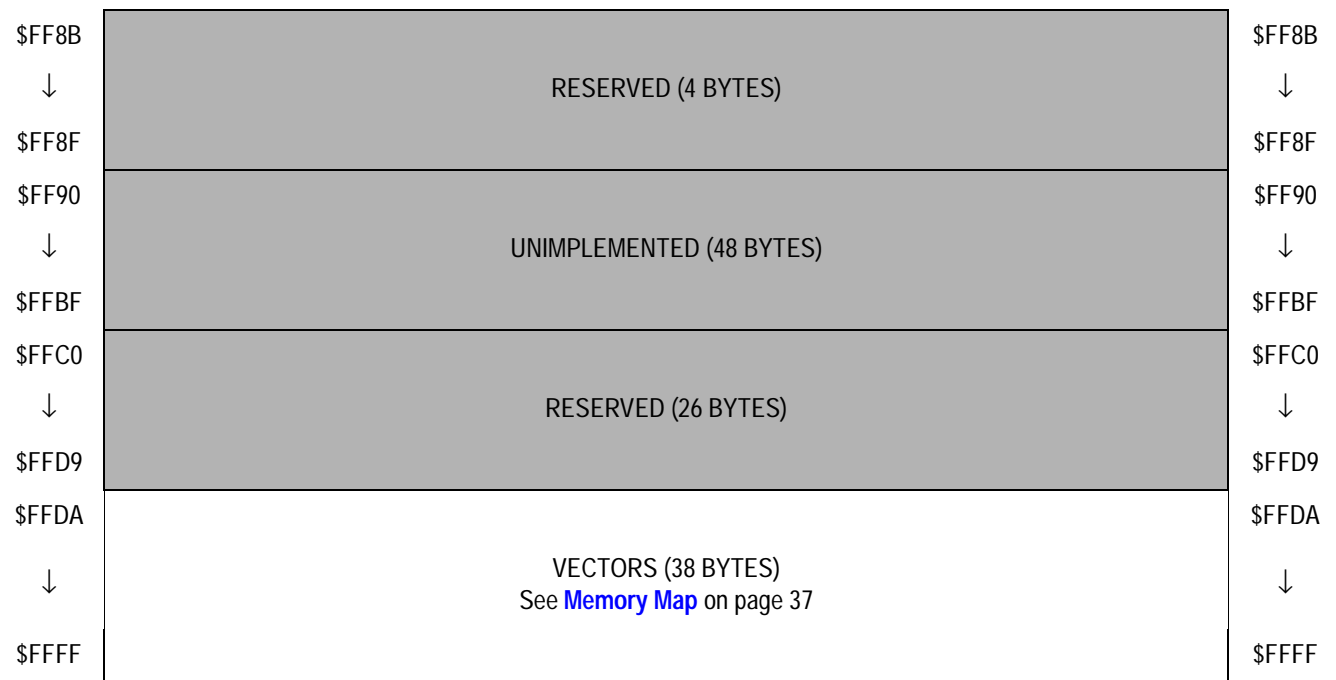 $FF8B $FF8B
↓ RESERVED (4 BYTES) ↓
$FF8F $FF8F
$FF90 $FF90
↓ UNIMPLEMENTED (48 BYTES) ↓
$FFBF $FFBF
$FFC0 $FFC0
↓ RESERVED (26 BYTES) ↓
$FFD9 $FFD9
$FFDA $FFDA
VECTORS (38 BYTES)
↓ ↓
See Memory Map on page 37
$FFFF $FFFF